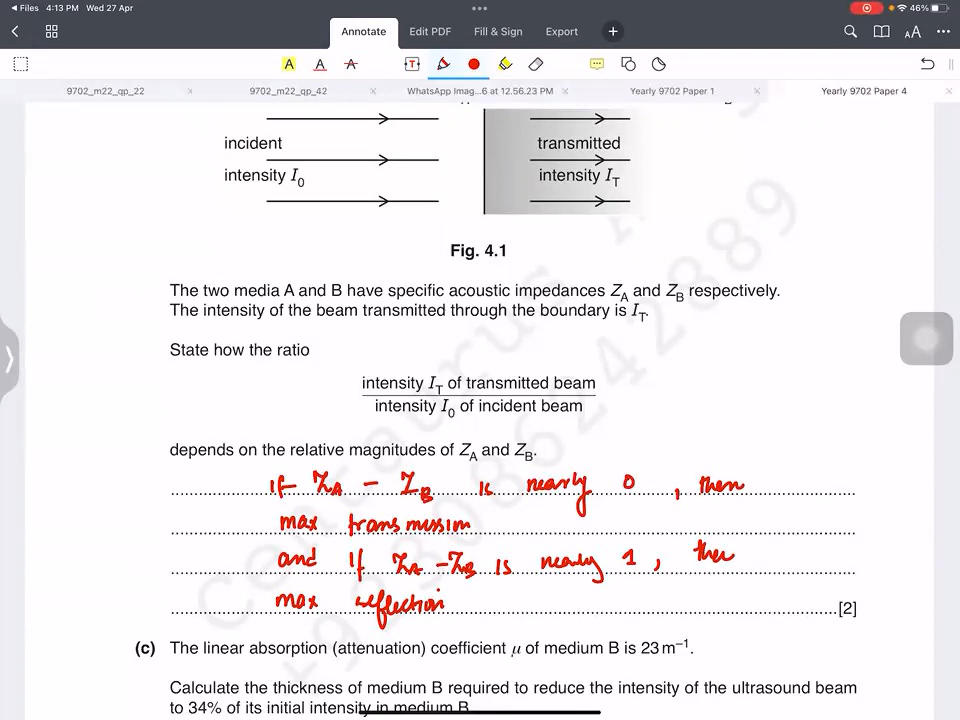 Files 4:13 PM Wed 27 Apr 46%
Annotate Edit PDF Fill & Sign Export
9702_m22_qp_22 9702_m22_qp_42 WhatsApp Imag...6 at 12.56.23 PM Yearly 9702 Paper 1 Yearly 9702 Paper 4
incident transmitted
intensity I0 intensity IT
Fig. 4.1
The two media A and B have specific acoustic impedances ZA and ZB respectively.
The intensity of the beam transmitted through the boundary is IT.
State how the ratio
intensity IT of transmitted beam
intensity I0 of incident beam
depends on the relative magnitudes of ZA and ZB.
if ZA - ZB is nearly 0, then
max transmission
and if ZA - ZB is nearly 1, then
max reflection
[2]
(c) The linear absorption (attenuation) coefficient μ of medium B is 23 m⁻¹.
Calculate the thickness of medium B required to reduce the intensity of the ultrasound beam
to 34% of its initial intensity in medium B.